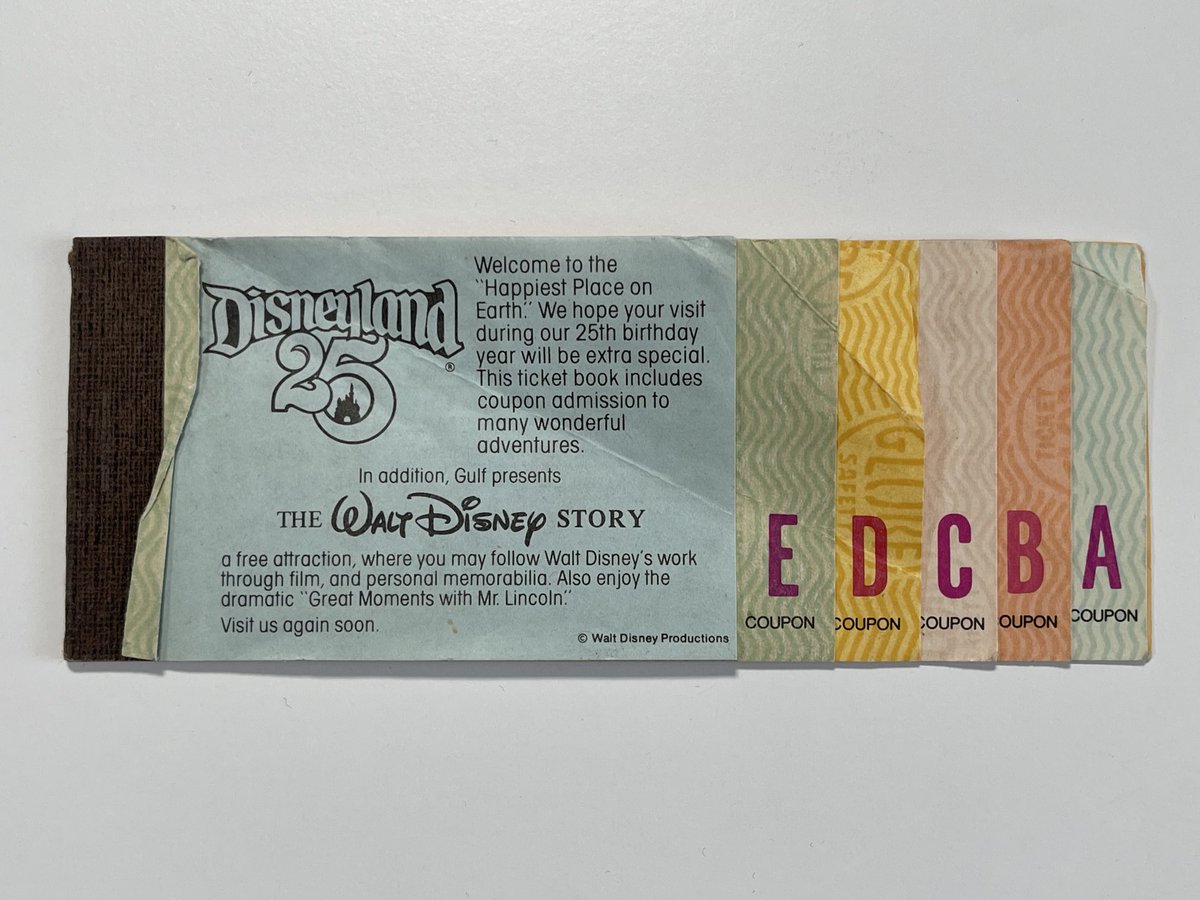 Disneyland
25
®
Welcome to the
"Happiest Place on
Earth." We hope your visit
during our 25th birthday
year will be extra special.
This ticket book includes
coupon admission to
many wonderful
adventures.
In addition, Gulf presents
THE WALT DISNEY STORY
a free attraction, where you may follow Walt Disney's work
through film, and personal memorabilia. Also enjoy the
dramatic "Great Moments with Mr. Lincoln."
Visit us again soon.
© Walt Disney Productions
E
COUPON
GLOBE
D
COUPON
C
COUPON
TICKET
B
OUPON
A
COUPON